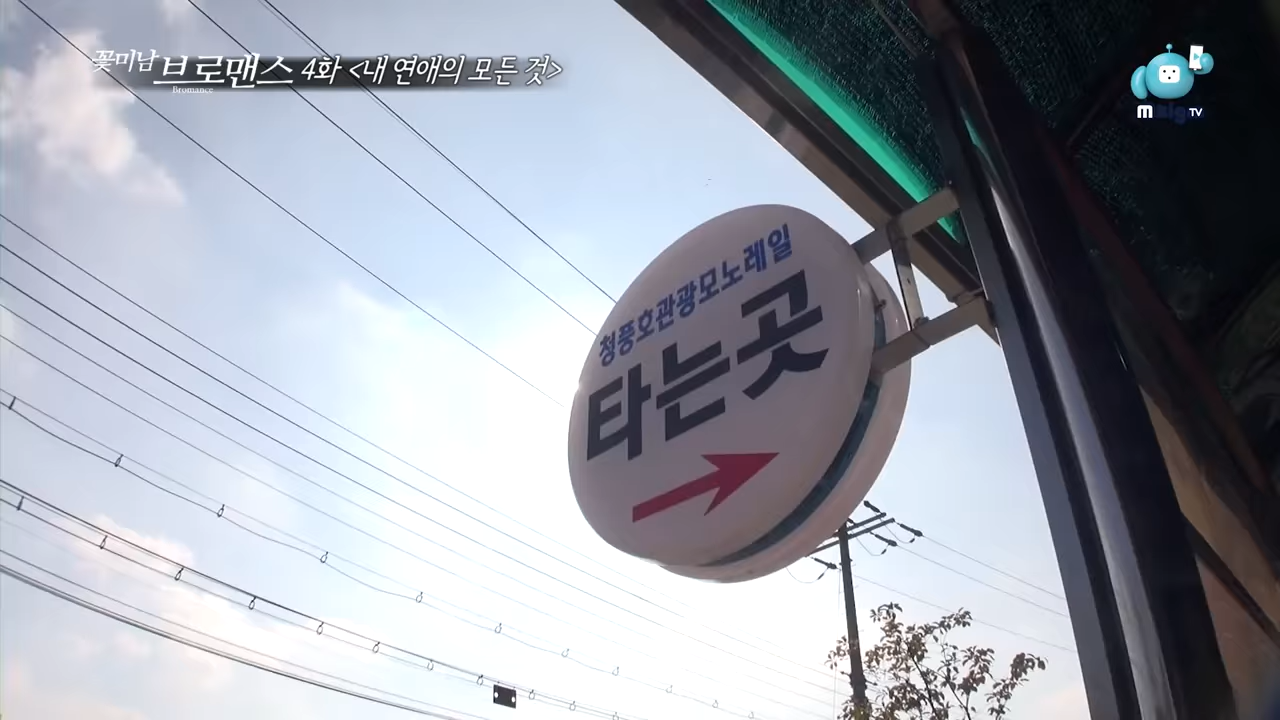 꽃미남 브로맨스 4화 <내 연애의 모든 것>
Bromance
M TV
청풍호관광모노레일
타는곳